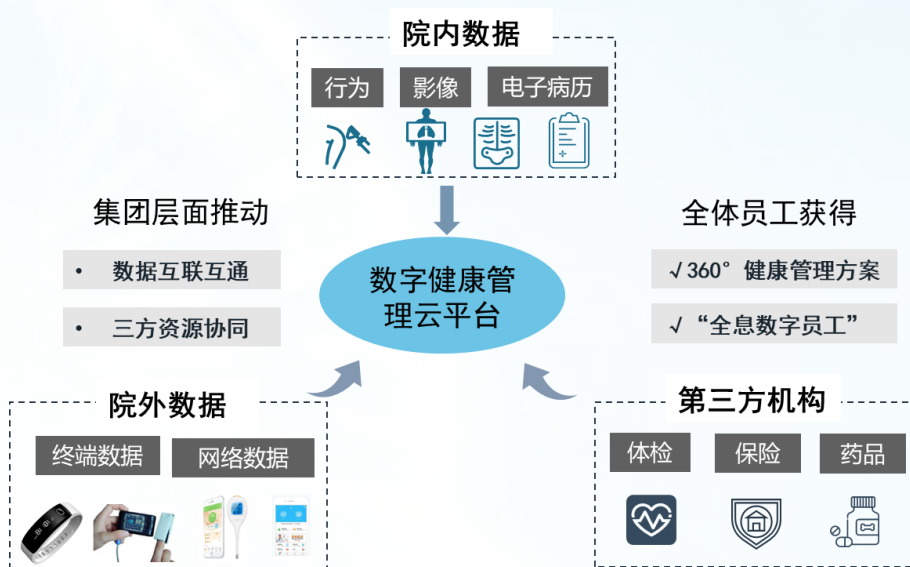 院内数据
行为
影像
电子病历
集团层面推动
• 数据互联互通
• 三方资源协同
数字健康管
理云平台
全体员工获得
√360°健康管理方案
√“全息数字员工”
院外数据
终端数据
网络数据
第三方机构
体检
保险
药品